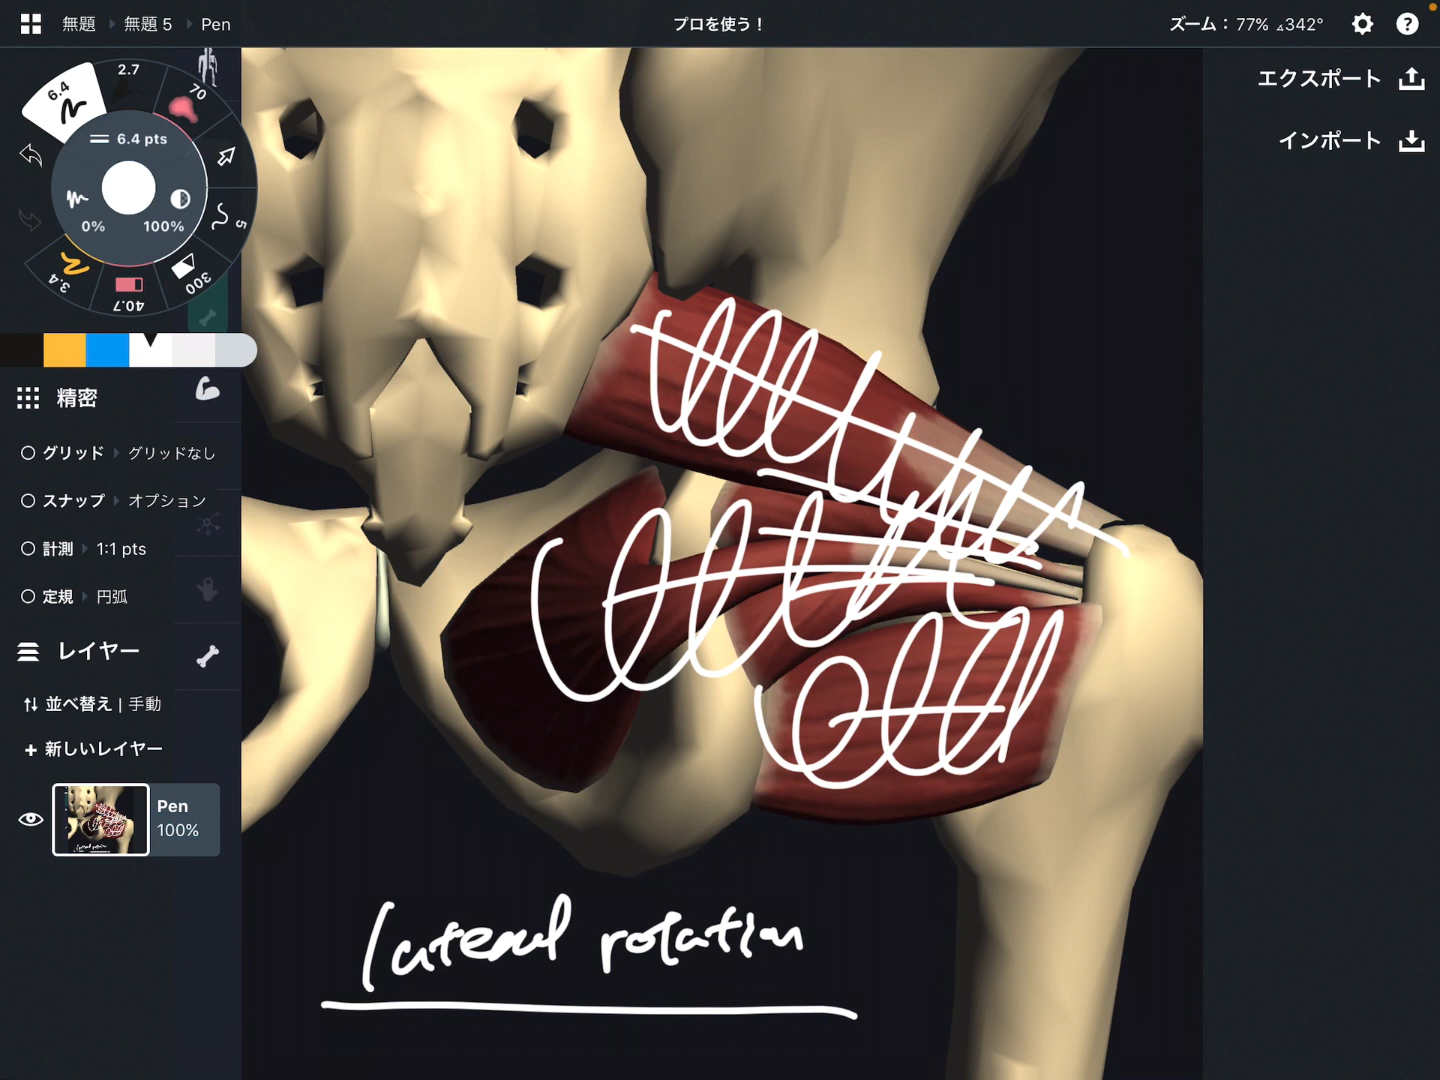 無題 無題 5 Pen
プロを使う！
ズーム： 77% ⦞342°
エクスポート
インポート
6.4
2.7
70
6.4 pts
0%
100%
5
300
40.7
3.4
精密
グリッド グリッドなし
スナップ オプション
計測 1:1 pts
定規 円弧
レイヤー
並べ替え | 手動
+ 新しいレイヤー
Pen
100%
lateral rotation